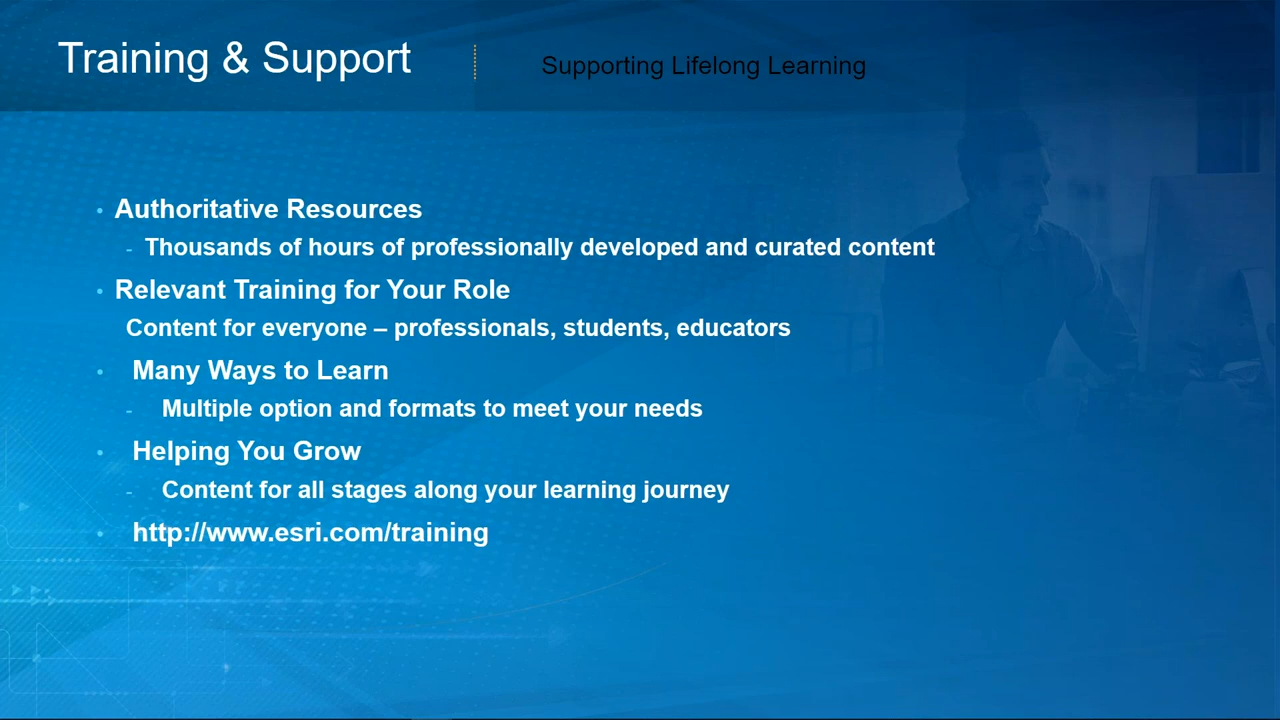 Training & Support
Supporting Lifelong Learning
• Authoritative Resources
- Thousands of hours of professionally developed and curated content
• Relevant Training for Your Role
Content for everyone – professionals, students, educators
• Many Ways to Learn
- Multiple option and formats to meet your needs
• Helping You Grow
- Content for all stages along your learning journey
• http://www.esri.com/training